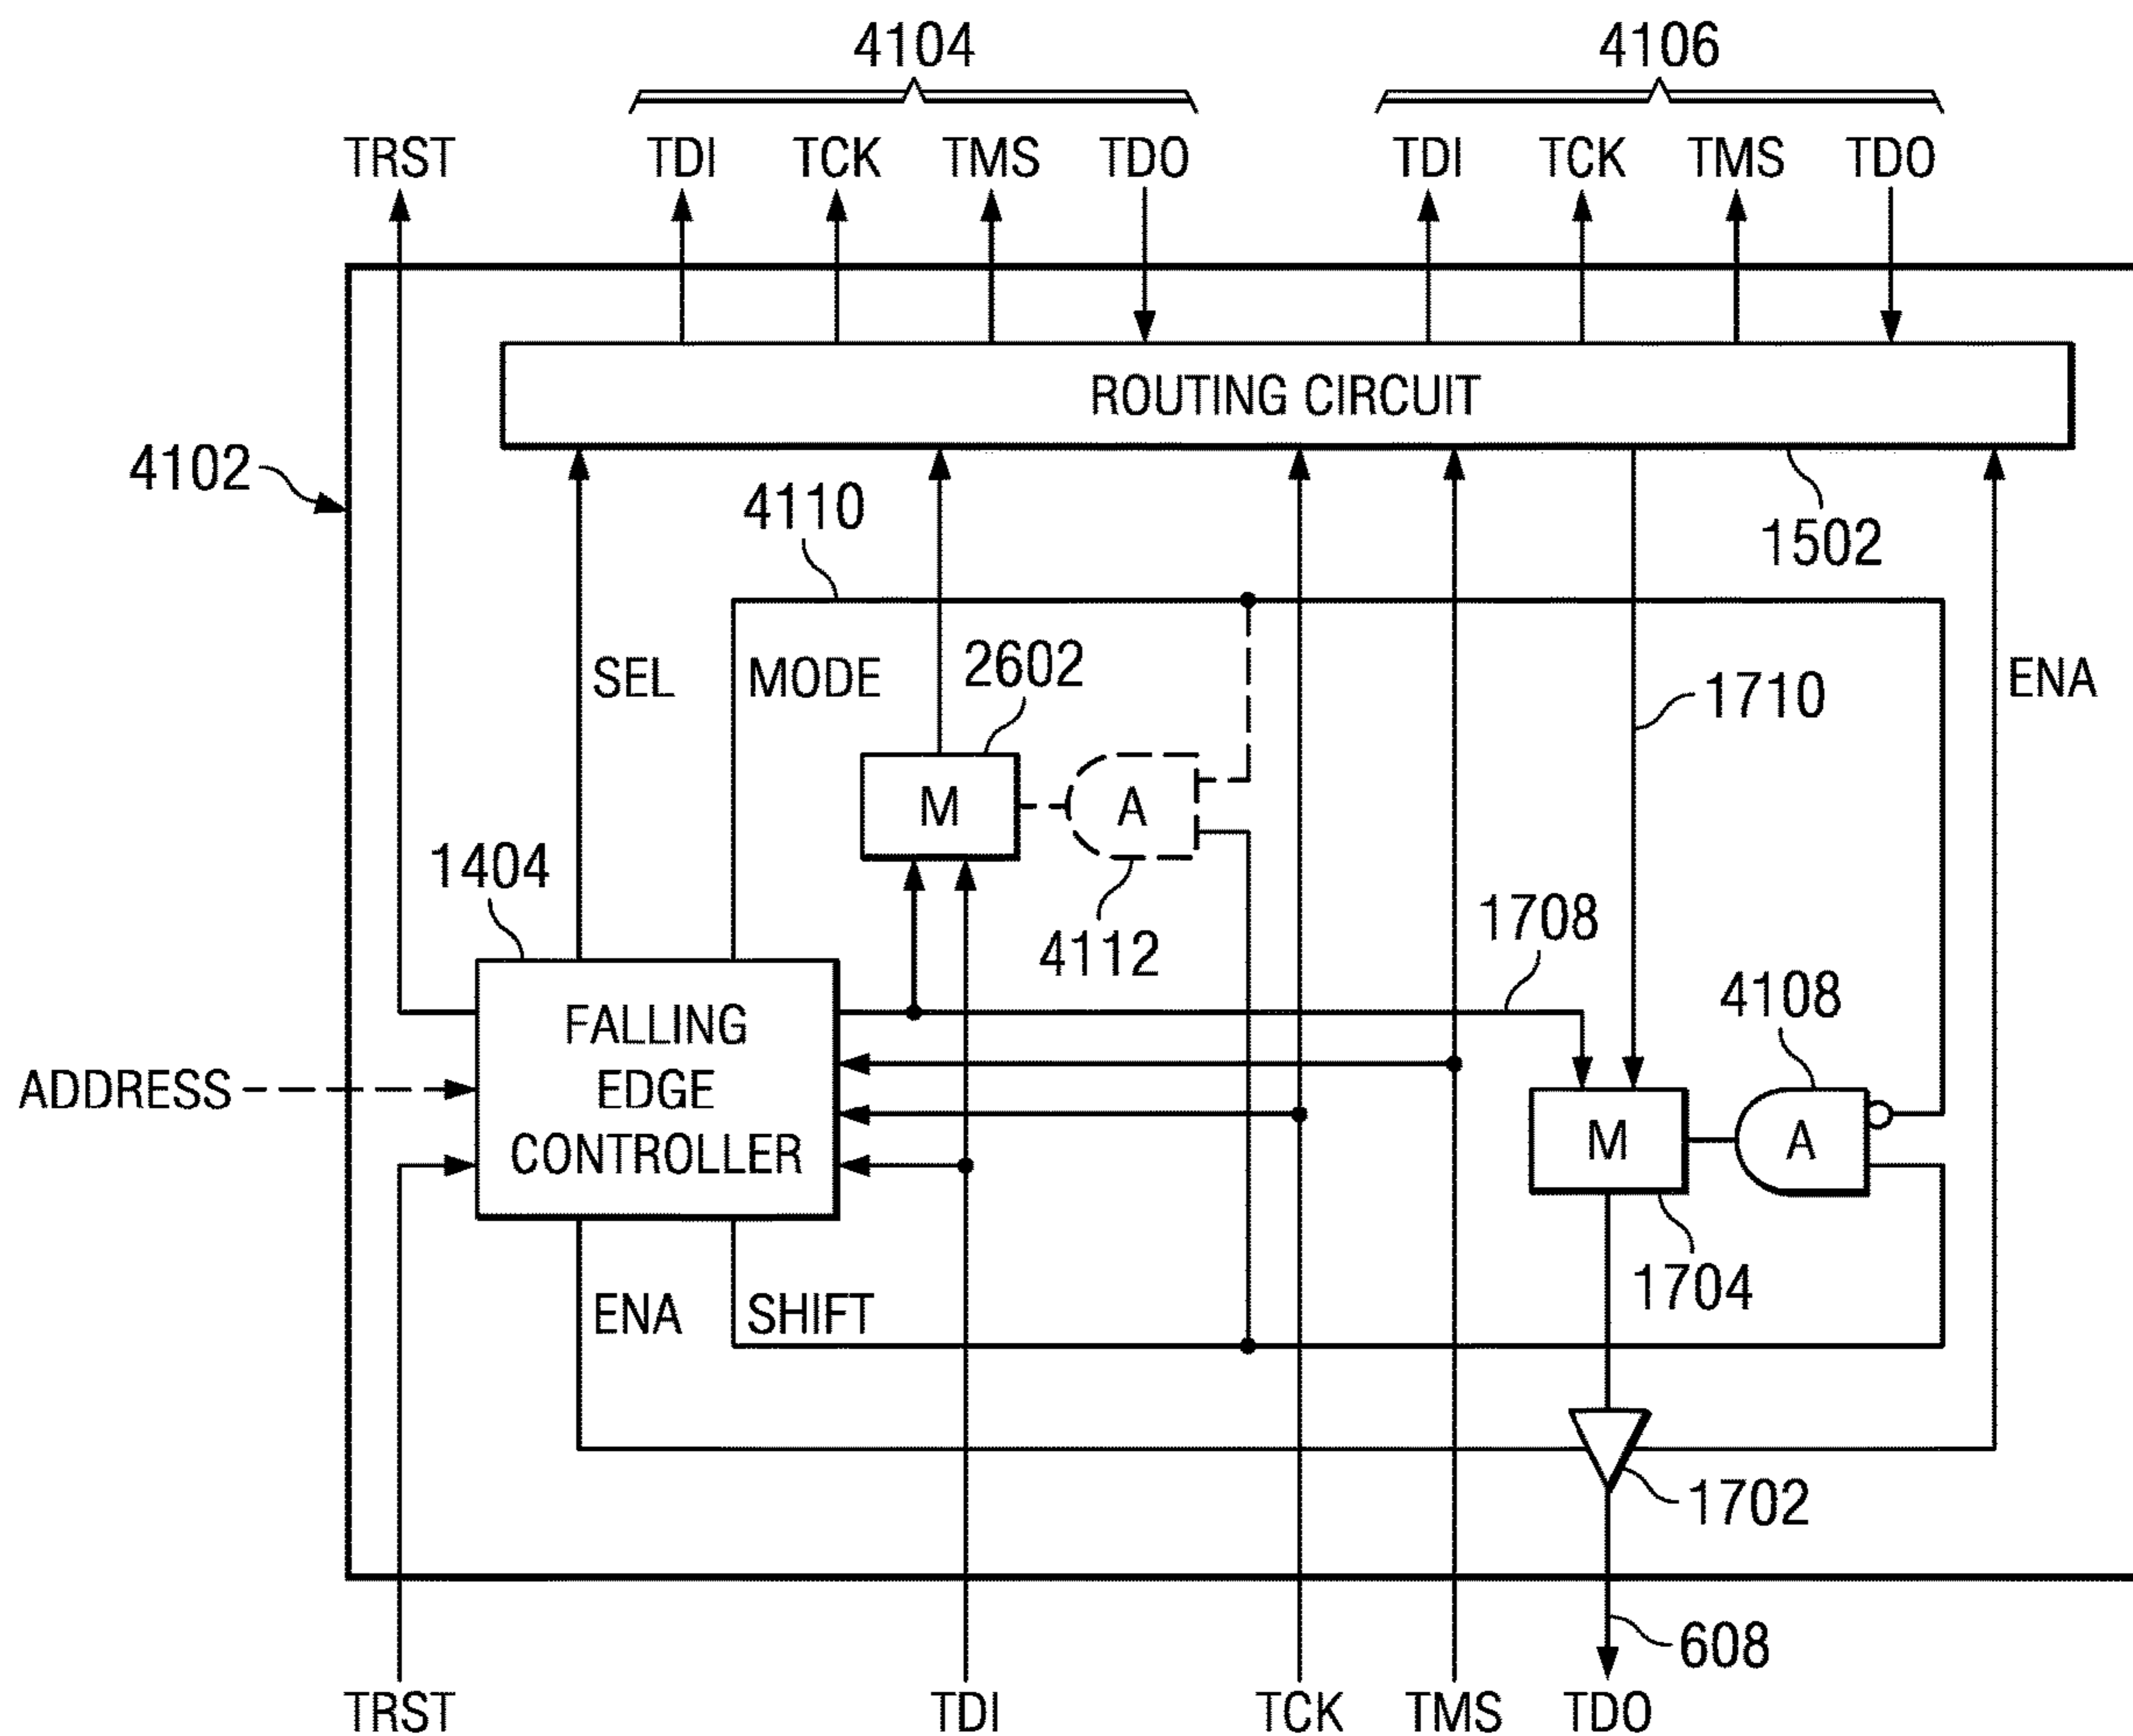 4104 4106
TRST TDI TCK TMS TDO TDI TCK TMS TDO
ROUTING CIRCUIT
4102
4110
1502
SEL MODE 2602 1710 ENA
M A
1404
4112
1708
4108
FALLING
EDGE
CONTROLLER
ADDRESS
M A
1704
ENA SHIFT
1702
608
TRST TDI TCK TMS TDO